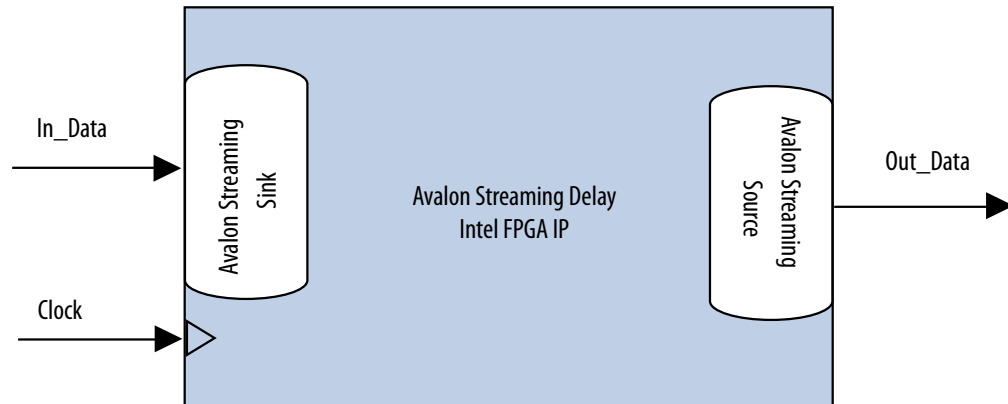 In_Data
Clock
Avalon Streaming
Sink
Avalon Streaming Delay
Intel FPGA IP
Avalon Streaming
Source
Out_Data